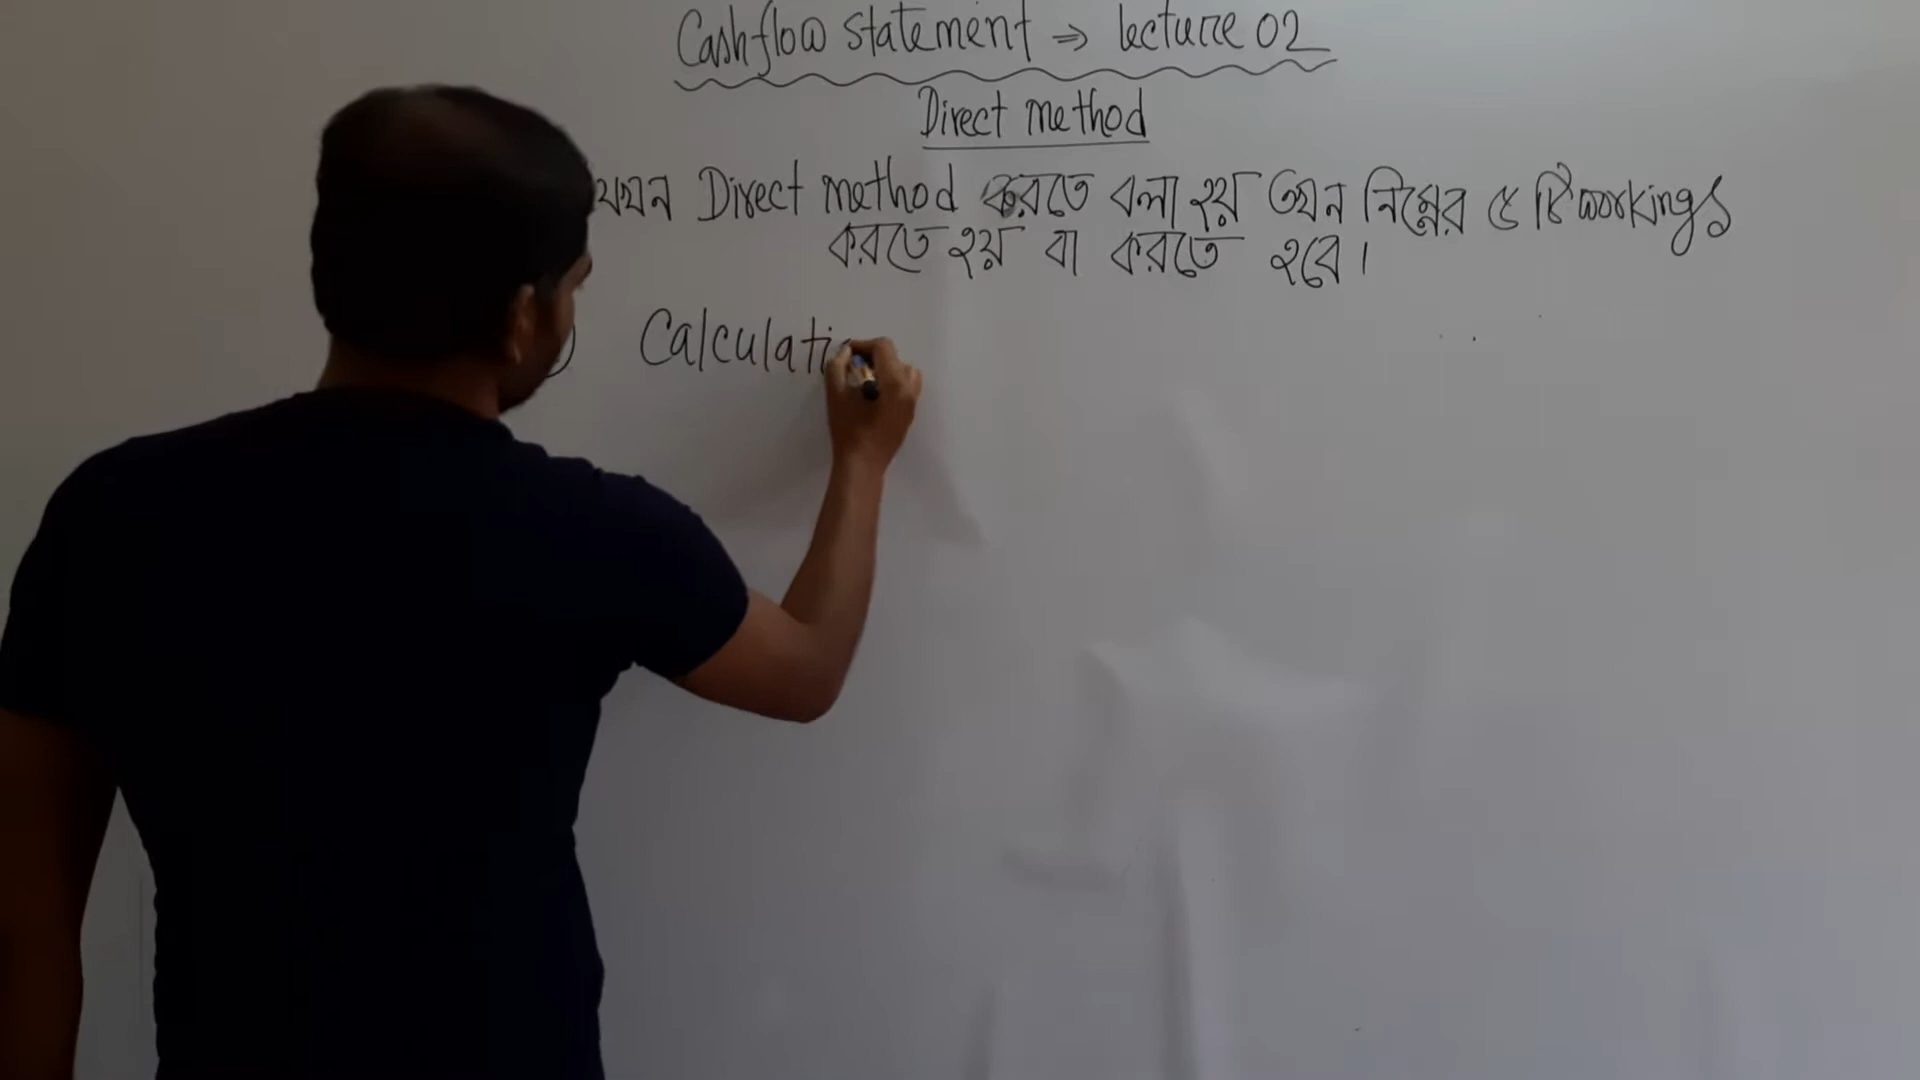 Cashflow statement ⇒ lecture 02
Direct method
যখন Direct method করতে বলা হয় তখন নিম্নের ৫ টি workings
করতে হয় বা করতে হবে।
) Calculati